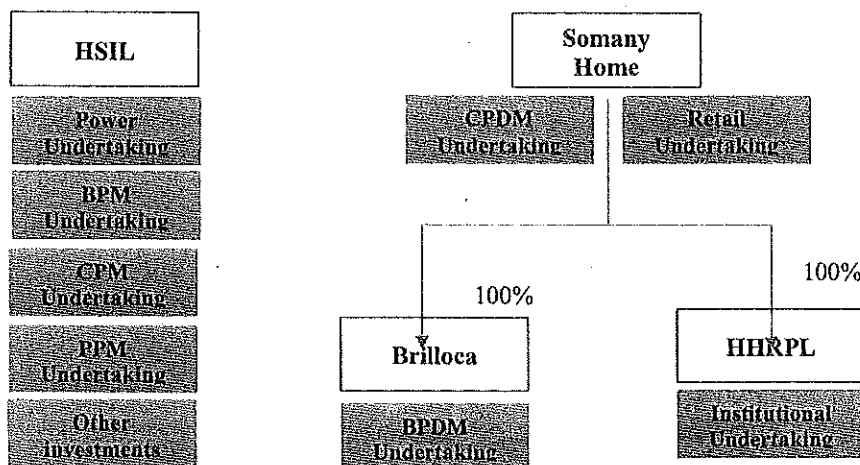 HSIL
Power
Undertaking
BPM
Undertaking
CPM
Undertaking
PPM
Undertaking
Other
investments
Somany
Home
CPDM
Undertaking
Retail
Undertaking
100%
100%
Brilloca
HHRPL
BPDM
Undertaking
Institutional
Undertaking